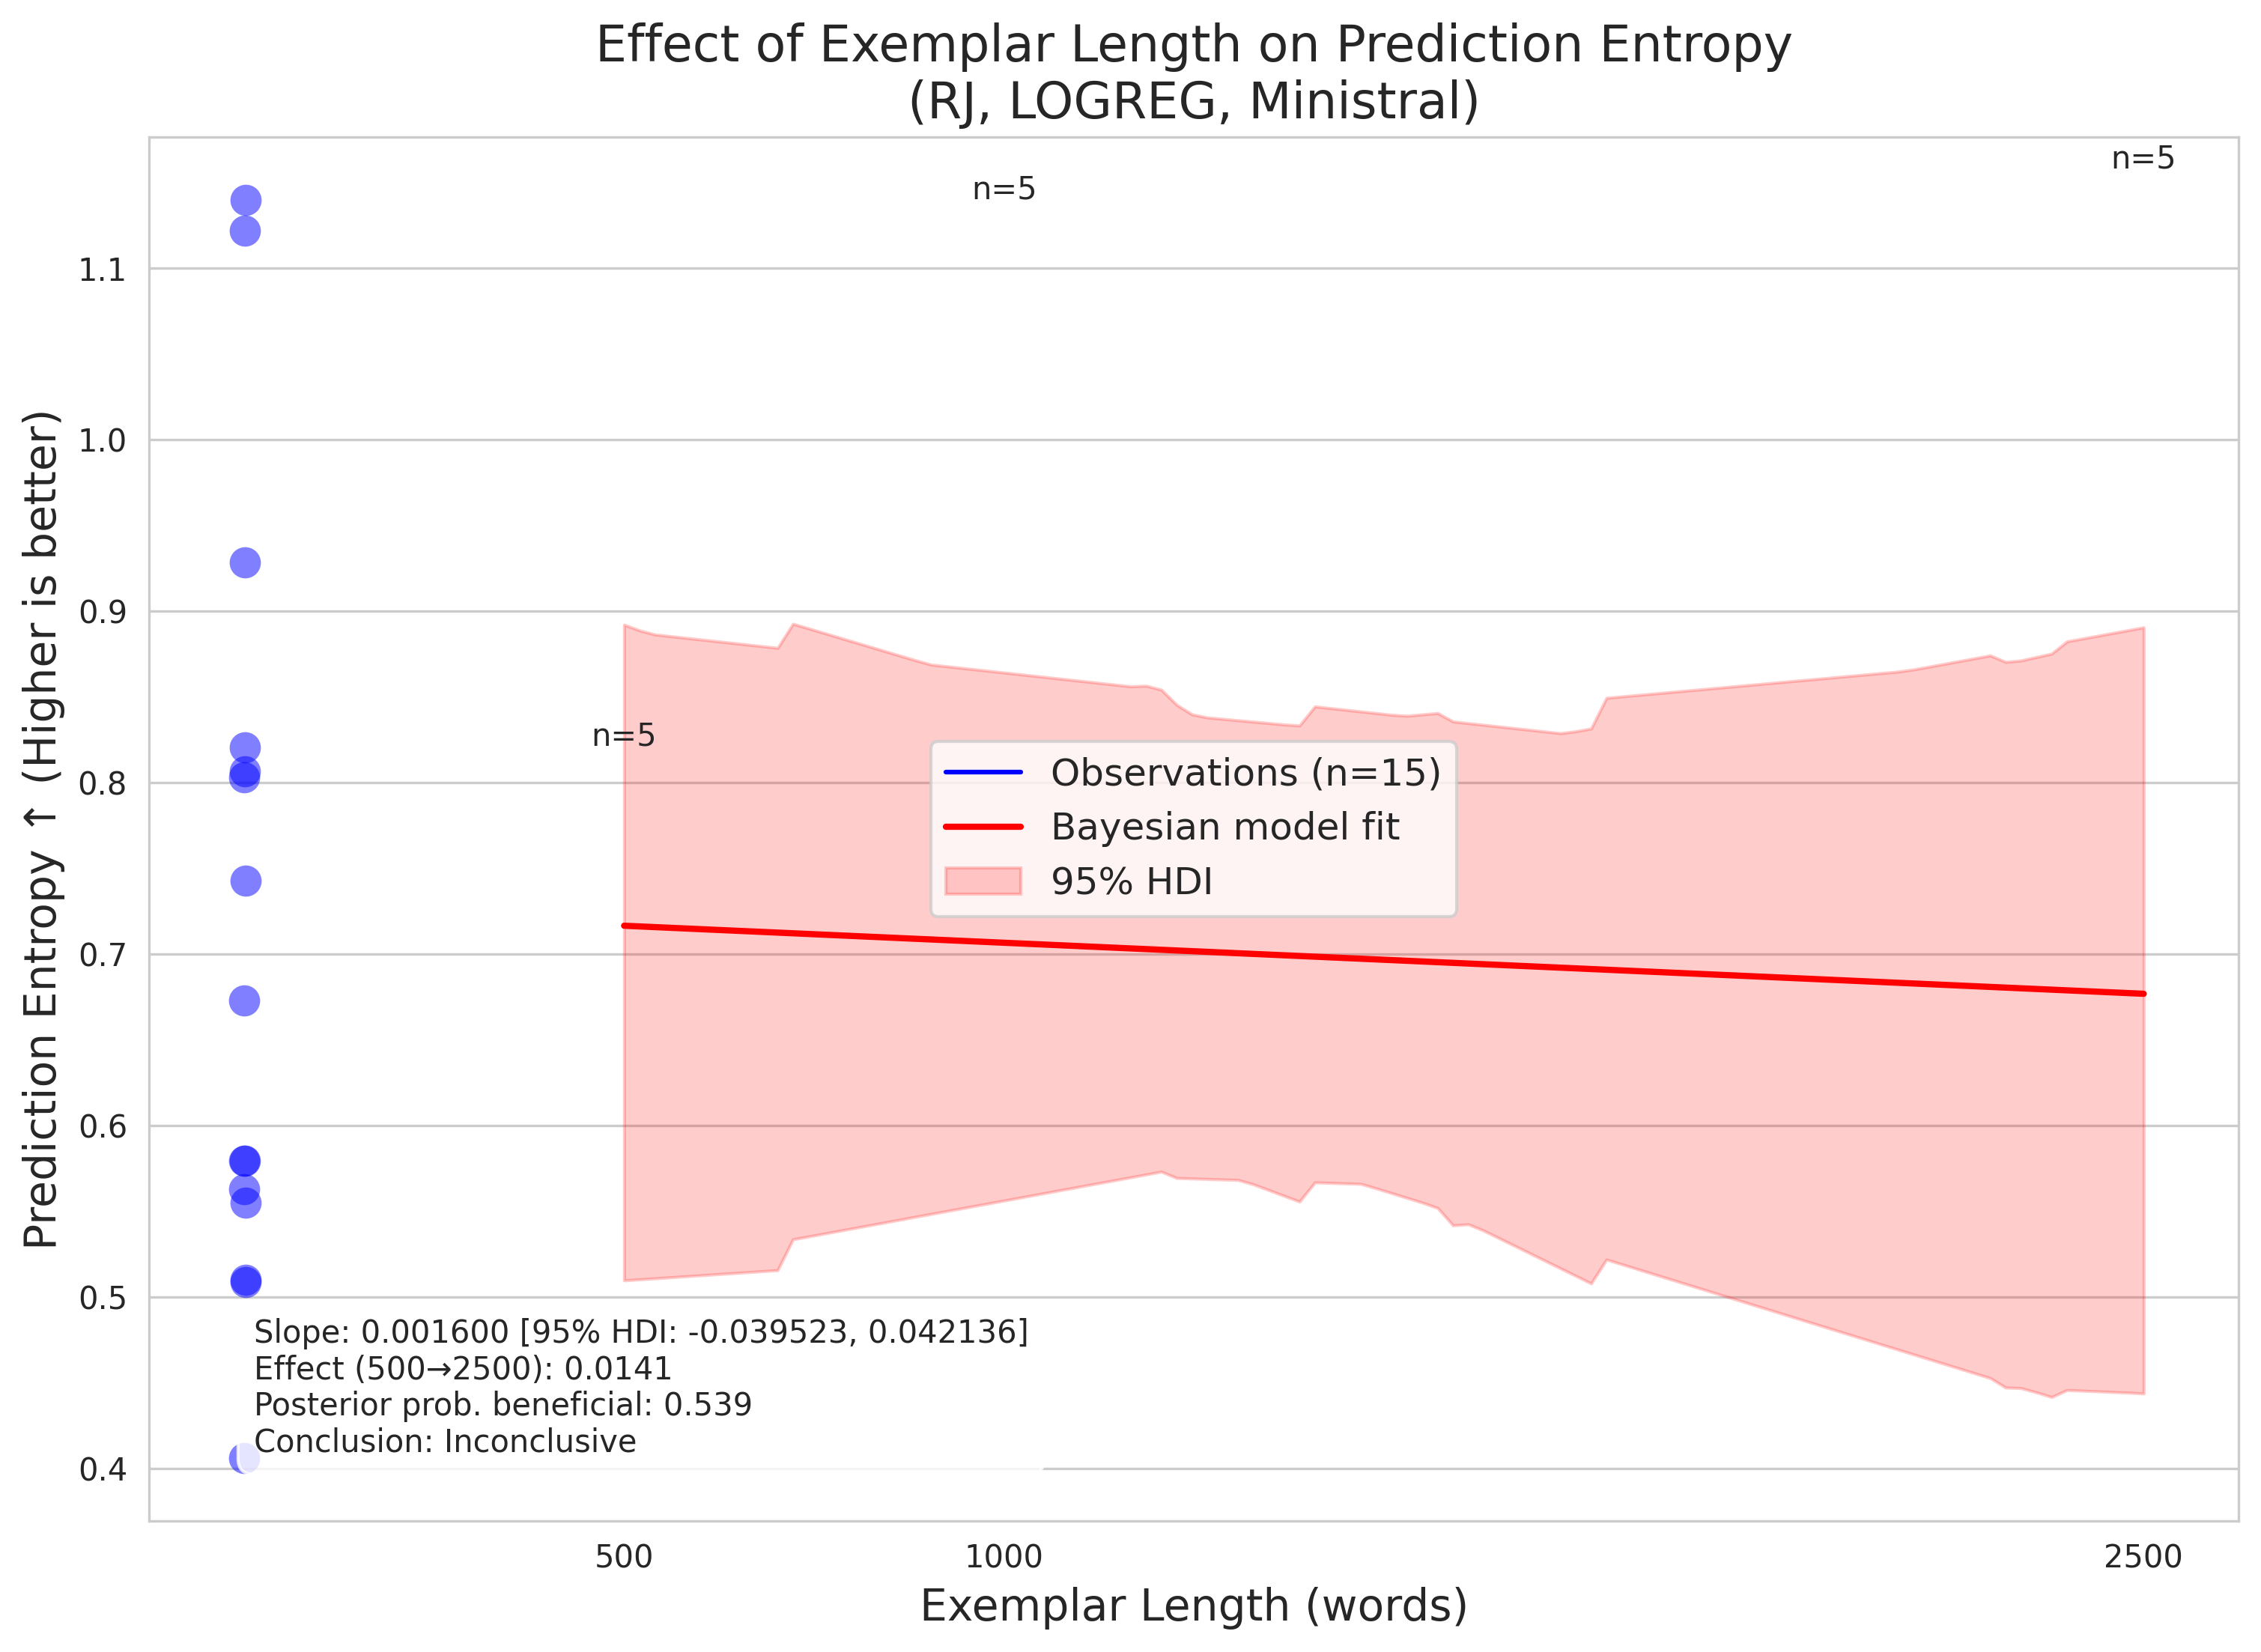 Effect of Exemplar Length on Prediction Entropy
(RJ, LOGREG, Ministral)
n=5
n=5
n=5
Prediction Entropy ↑ (Higher is better)
1.1
1.0
0.9
0.8
0.7
0.6
0.5
0.4
Observations (n=15)
Bayesian model fit
95% HDI
Slope: 0.001600 [95% HDI: -0.039523, 0.042136]
Effect (500→2500): 0.0141
Posterior prob. beneficial: 0.539
Conclusion: Inconclusive
500
1000
2500
Exemplar Length (words)